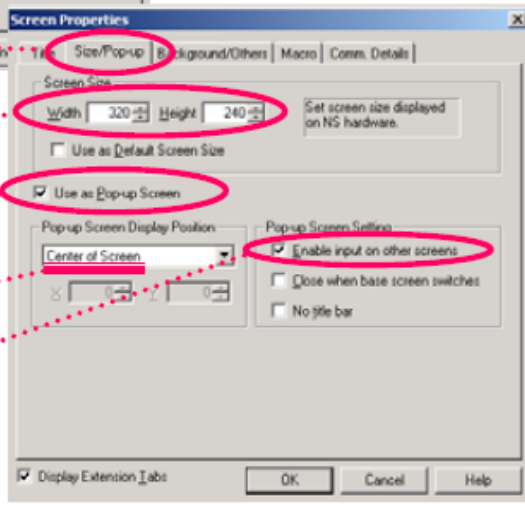 Screen Properties
Title Size/Pop-up Background/Others Macro Comm. Details
Screen Size
Width 320 Height 240
Set screen size displayed
on NS hardware.
Use as Default Screen Size
Use as Pop-up Screen
Pop-up Screen Display Position
Pop-up Screen Setting
Center of Screen
Enable input on other screens
X 0 Y 0
Close when base screen switches
No title bar
Display Extension Tabs
OK Cancel Help